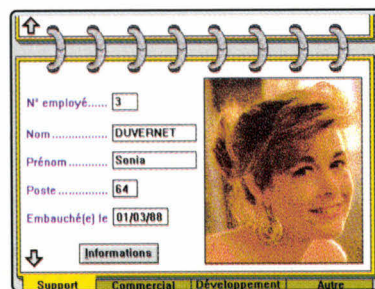 N° employé...... 3
Nom ............... DUVERNET
Prénom ........... Sonia
Poste .............. 64
Embauché(e) le 01/03/88
Informations
Support Commercial Développement Autre